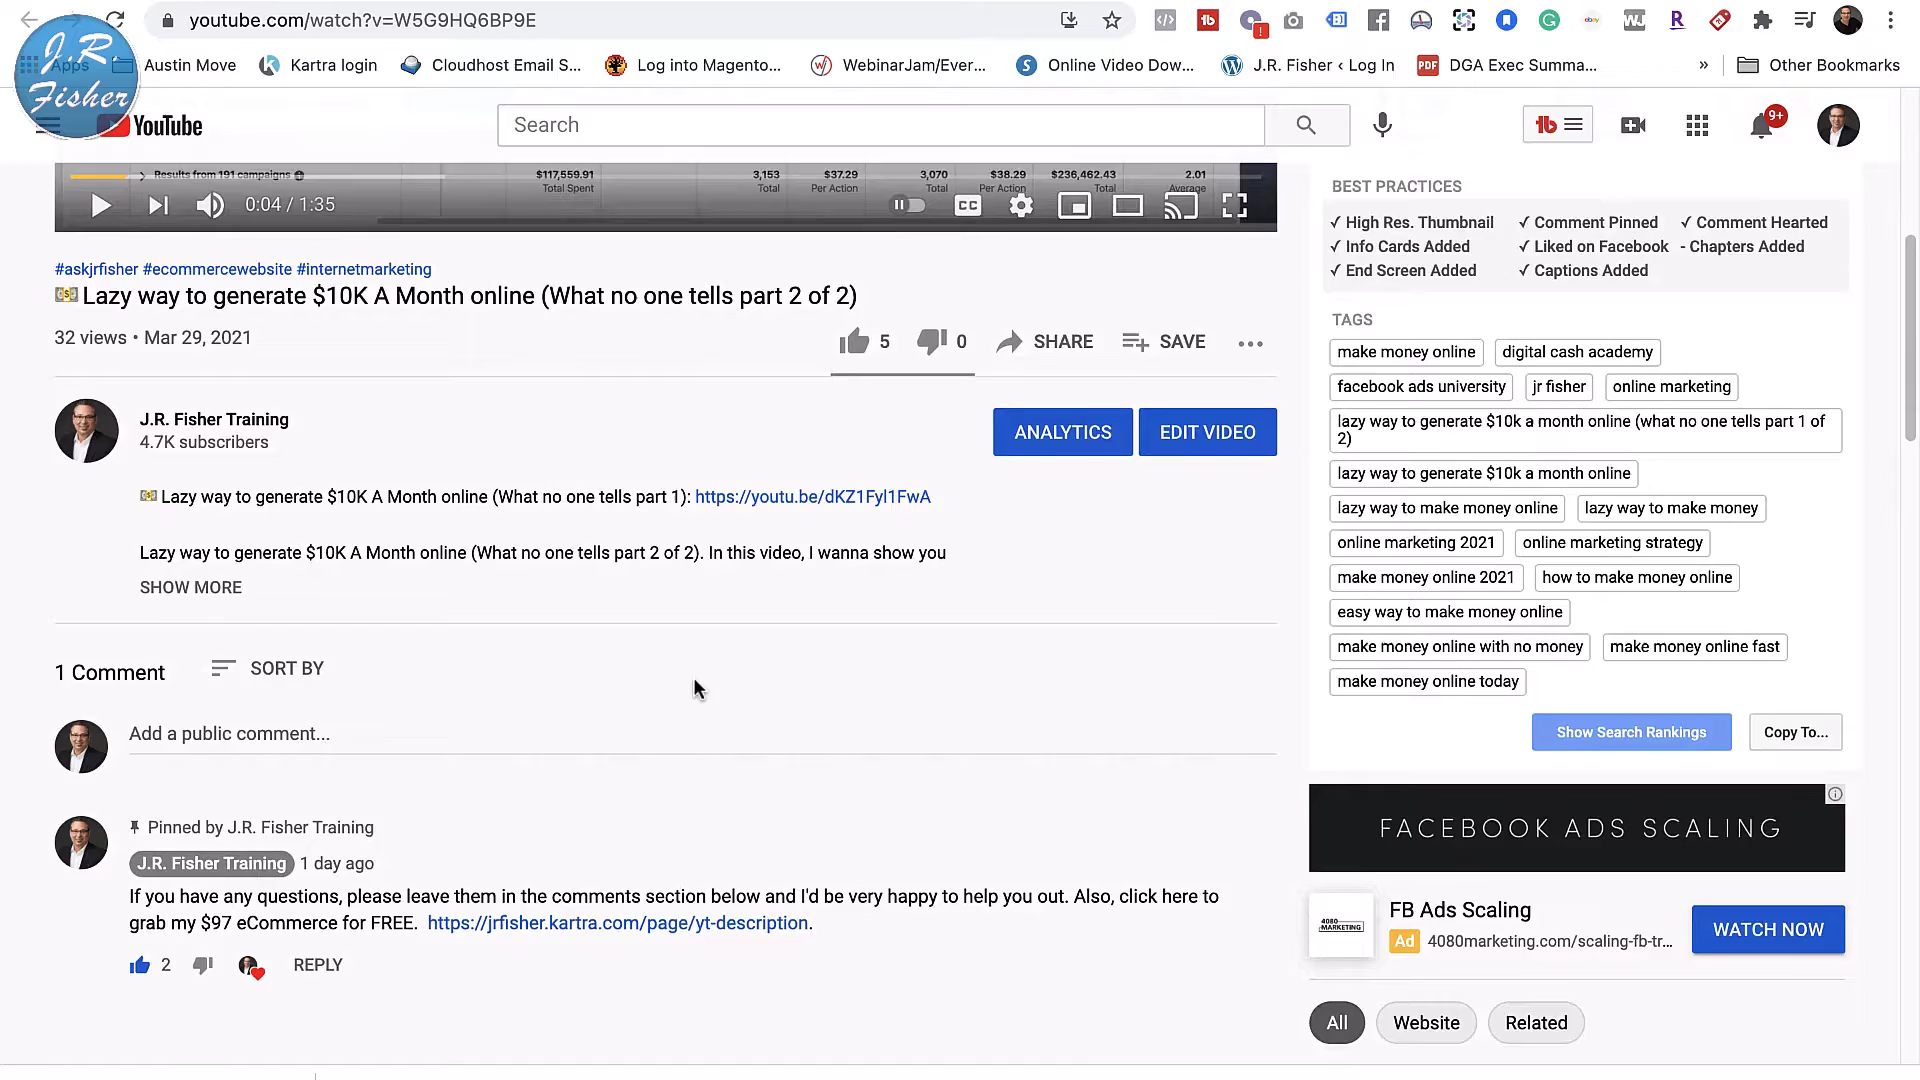 youtube.com/watch?v=W5G9HQ6BP9E
Apps Austin Move Kartra login Cloudhost Email S... Log into Magento... WebinarJam/Ever... Online Video Dow... J.R. Fisher ‹ Log In PDF DGA Exec Summa... » Other Bookmarks
J.R
Fisher
YouTube
Search
9+
Results from 191 campaigns
$117,559.91
Total Spent
3,153
Total
$37.29
Per Action
3,070
Total
$38.29
Per Action
$236,462.43
Total
2.01
Average
0:04 / 1:35
CC
#askjrfisher #ecommercewebsite #internetmarketing
Lazy way to generate $10K A Month online (What no one tells part 2 of 2)
32 views • Mar 29, 2021
5 0 SHARE SAVE
J.R. Fisher Training
4.7K subscribers
ANALYTICS EDIT VIDEO
Lazy way to generate $10K A Month online (What no one tells part 1): https://youtu.be/dKZ1Fyl1FwA
Lazy way to generate $10K A Month online (What no one tells part 2 of 2). In this video, I wanna show you
SHOW MORE
1 Comment SORT BY
Add a public comment...
Pinned by J.R. Fisher Training
J.R. Fisher Training 1 day ago
If you have any questions, please leave them in the comments section below and I'd be very happy to help you out. Also, click here to
grab my $97 eCommerce for FREE. https://jrfisher.kartra.com/page/yt-description.
2 REPLY
BEST PRACTICES
✓ High Res. Thumbnail ✓ Comment Pinned ✓ Comment Hearted
✓ Info Cards Added ✓ Liked on Facebook - Chapters Added
✓ End Screen Added ✓ Captions Added
TAGS
make money online digital cash academy
facebook ads university jr fisher online marketing
lazy way to generate $10k a month online (what no one tells part 1 of
2)
lazy way to generate $10k a month online
lazy way to make money online lazy way to make money
online marketing 2021 online marketing strategy
make money online 2021 how to make money online
easy way to make money online
make money online with no money make money online fast
make money online today
Show Search Rankings Copy To...
FACEBOOK ADS SCALING
4080
MARKETING
FB Ads Scaling
Ad 4080marketing.com/scaling-fb-tr...
WATCH NOW
All Website Related